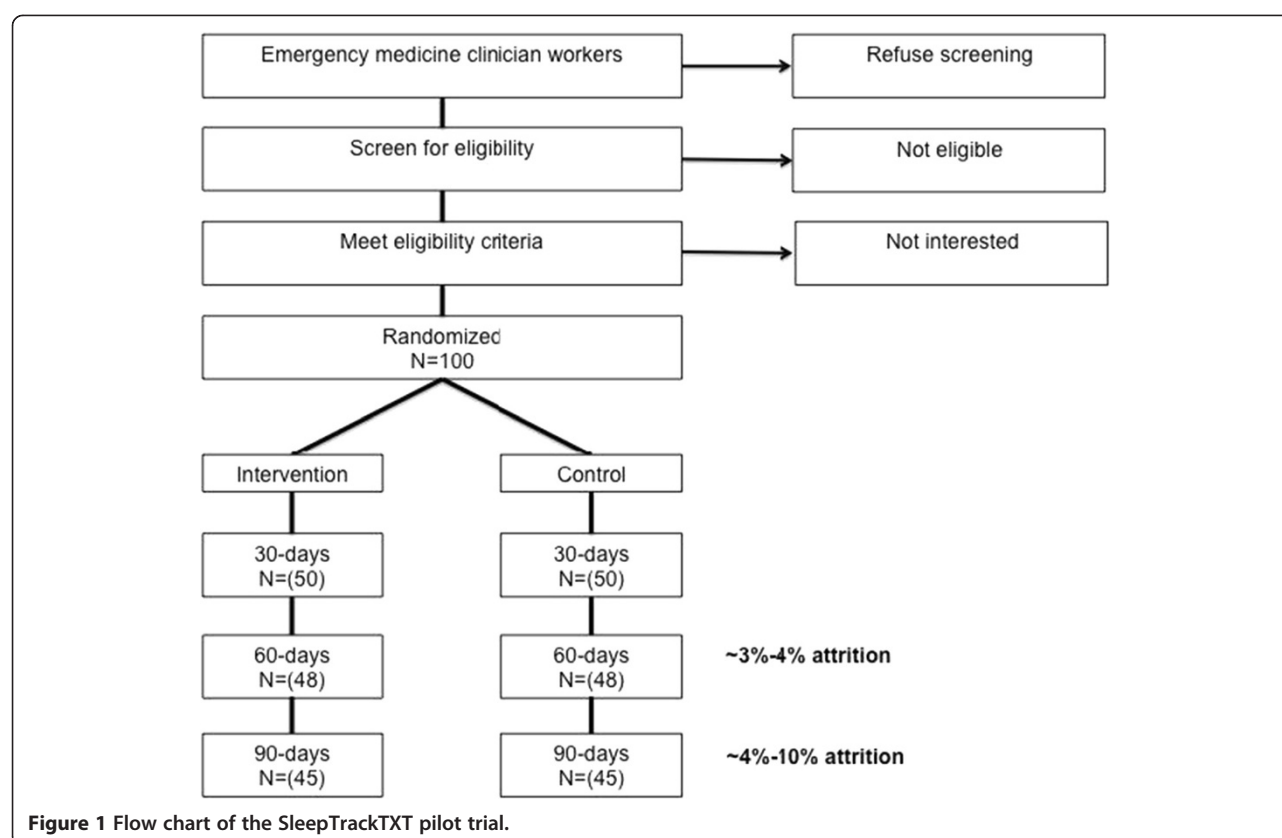 Emergency medicine clinician workers
Refuse screening
Screen for eligibility
Not eligible
Meet eligibility criteria
Not interested
Randomized
N=100
Intervention
Control
30-days
N=(50)
30-days
N=(50)
60-days
N=(48)
60-days
N=(48)
~3%-4% attrition
90-days
N=(45)
90-days
N=(45)
~4%-10% attrition
Figure 1 Flow chart of the SleepTrackTXT pilot trial.